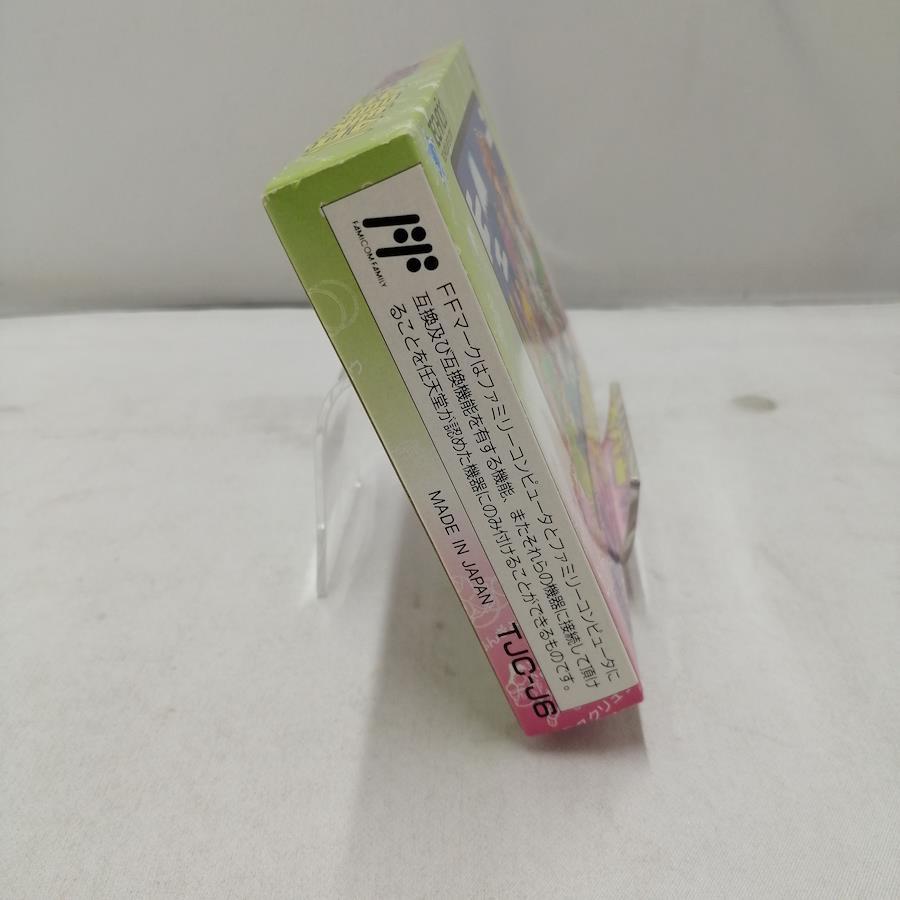 FAMICOM FAMILY
FFマークはファミリーコンピュータとファミリーコンピュータに
互換及び互換機能を有する機能、またそれらの機器に接続して頂け
ることを任天堂が認めた機器にのみ付けることができるものです。
MADE IN JAPAN
TJC-J6